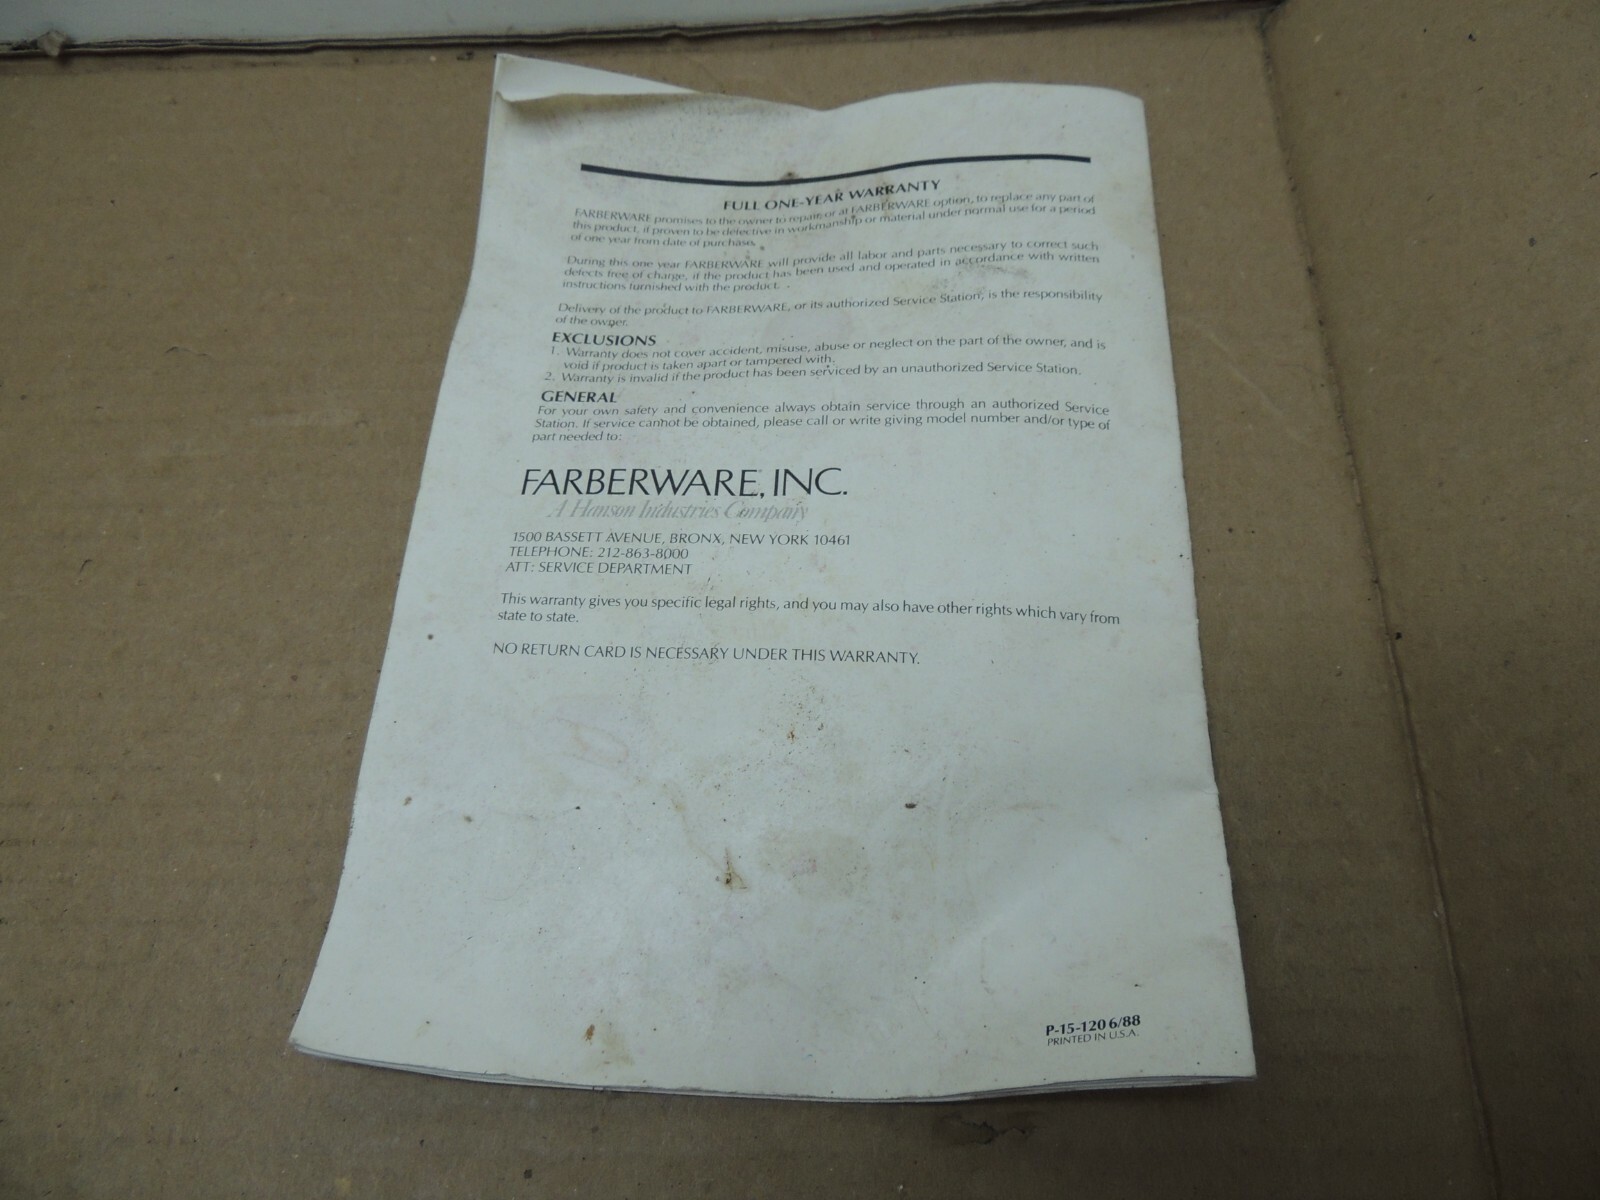 FULL ONE-YEAR WARRANTY
FARBERWARE promises to the owner to repair or at FARBERWARE option, to replace any part of
this product, if proven to be defective in workmanship or material under normal use for a period
of one year from date of purchase.
During this one year FARBERWARE will provide all labor and parts necessary to correct such
defects free of charge, if the product has been used and operated in accordance with written
instructions furnished with the product.
Delivery of the product to FARBERWARE, or its authorized Service Station, is the responsibility
of the owner.
EXCLUSIONS
1. Warranty does not cover accident, misuse, abuse or neglect on the part of the owner, and is
void if product is taken apart or tampered with.
2. Warranty is invalid if the product has been serviced by an unauthorized Service Station.
GENERAL
For your own safety and convenience always obtain service through an authorized Service
Station. If service cannot be obtained, please call or write giving model number and/or type of
part needed to:
FARBERWARE, INC.
A Hanson Industries Company
1500 BASSETT AVENUE, BRONX, NEW YORK 10461
TELEPHONE: 212-863-8000
ATT: SERVICE DEPARTMENT
This warranty gives you specific legal rights, and you may also have other rights which vary from
state to state.
NO RETURN CARD IS NECESSARY UNDER THIS WARRANTY.
P-15-120 6/88
PRINTED IN U.S.A.